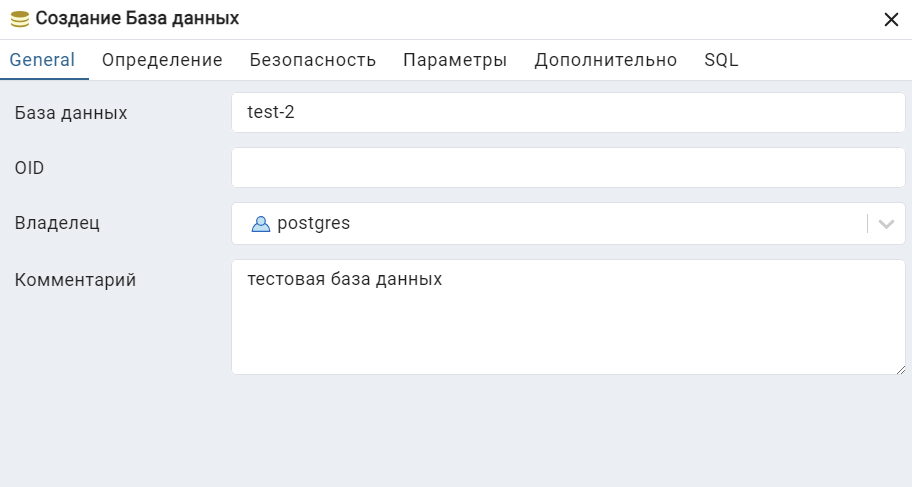 Создание База данных
General Определение Безопасность Параметры Дополнительно SQL
База данных test-2
OID
Владелец postgres
Комментарий тестовая база данных